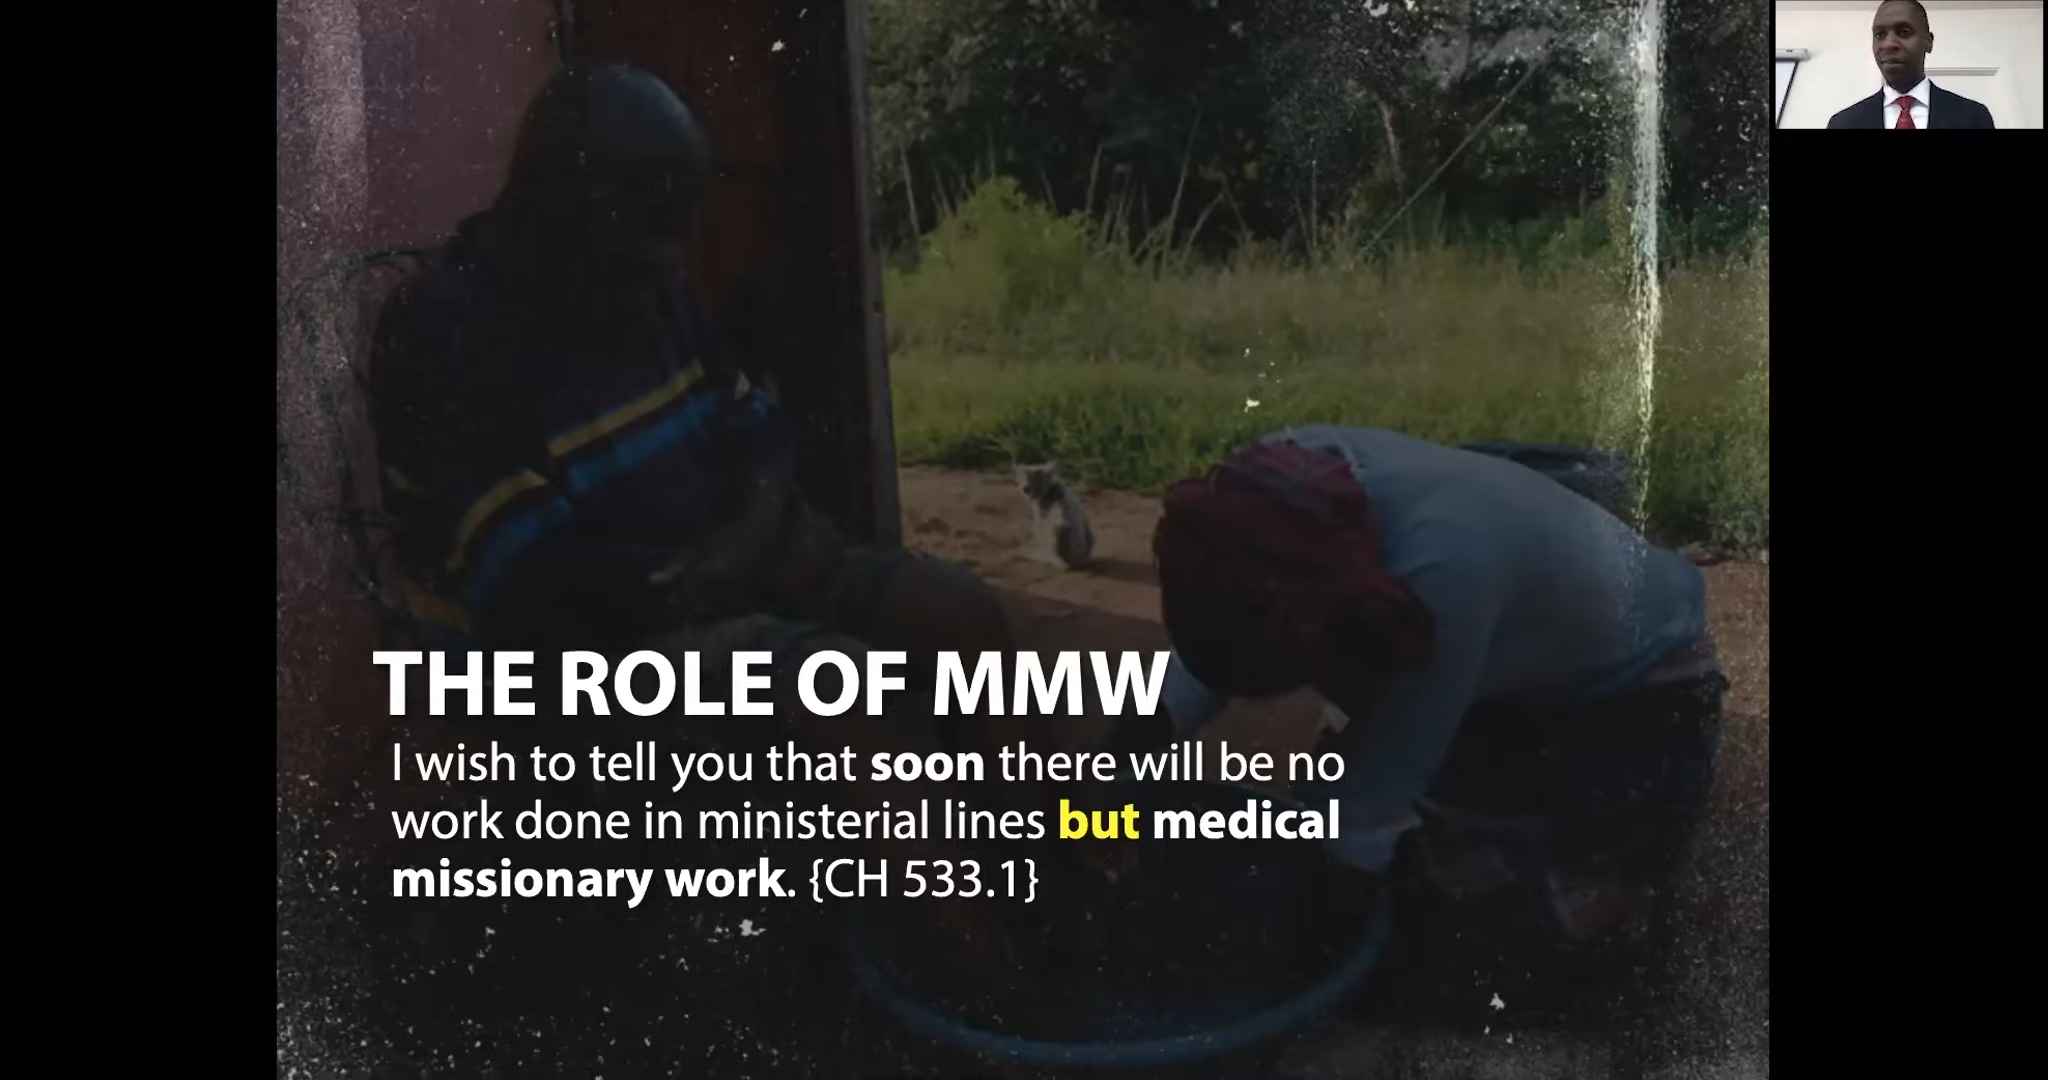 THE ROLE OF MMW
I wish to tell you that soon there will be no
work done in ministerial lines but medical
missionary work. {CH 533.1}